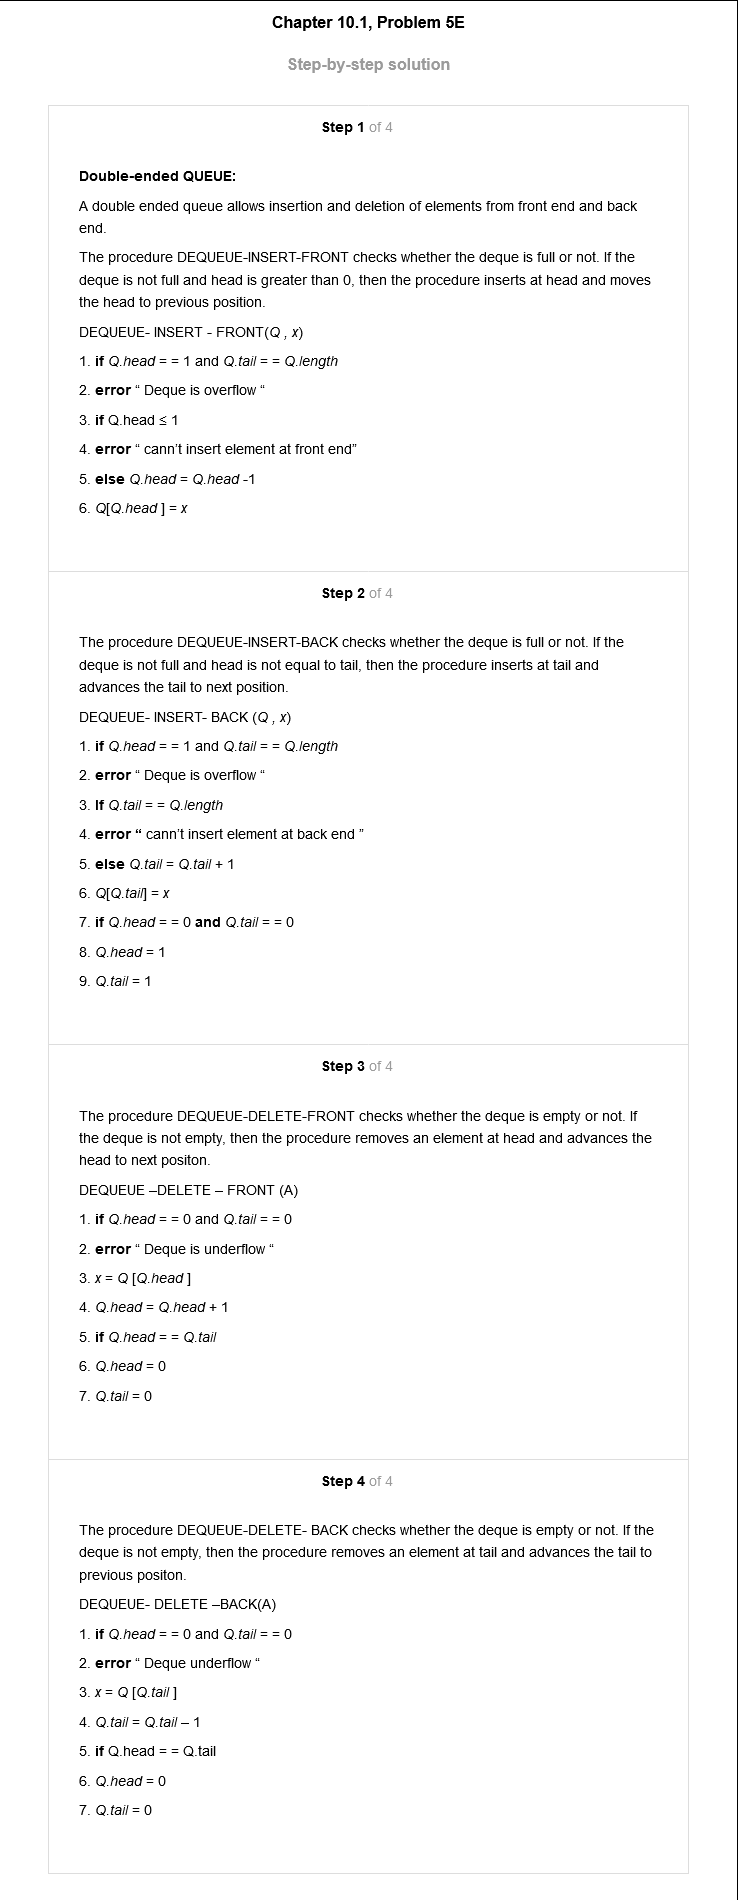 Chapter 10.1, Problem 5E
Step-by-step solution
Step 1 of 4
Double-ended QUEUE:
A double ended queue allows insertion and deletion of elements from front end and back
end.
The procedure DEQUEUE-INSERT-FRONT checks whether the deque is full or not. If the
deque is not full and head is greater than 0, then the procedure inserts at head and moves
the head to previous position.
DEQUEUE- INSERT - FRONT(Q , x)
1. if Q.head = = 1 and Q.tail = = Q.length
2. error “ Deque is overflow “
3. if Q.head ≤ 1
4. error “ cann’t insert element at front end”
5. else Q.head = Q.head -1
6. Q[Q.head ] = x
Step 2 of 4
The procedure DEQUEUE-INSERT-BACK checks whether the deque is full or not. If the
deque is not full and head is not equal to tail, then the procedure inserts at tail and
advances the tail to next position.
DEQUEUE- INSERT- BACK (Q , x)
1. if Q.head = = 1 and Q.tail = = Q.length
2. error “ Deque is overflow “
3. If Q.tail = = Q.length
4. error “ cann’t insert element at back end ”
5. else Q.tail = Q.tail + 1
6. Q[Q.tail] = x
7. if Q.head = = 0 and Q.tail = = 0
8. Q.head = 1
9. Q.tail = 1
Step 3 of 4
The procedure DEQUEUE-DELETE-FRONT checks whether the deque is empty or not. If
the deque is not empty, then the procedure removes an element at head and advances the
head to next positon.
DEQUEUE –DELETE – FRONT (A)
1. if Q.head = = 0 and Q.tail = = 0
2. error “ Deque is underflow “
3. x = Q [Q.head ]
4. Q.head = Q.head + 1
5. if Q.head = = Q.tail
6. Q.head = 0
7. Q.tail = 0
Step 4 of 4
The procedure DEQUEUE-DELETE- BACK checks whether the deque is empty or not. If the
deque is not empty, then the procedure removes an element at tail and advances the tail to
previous positon.
DEQUEUE- DELETE –BACK(A)
1. if Q.head = = 0 and Q.tail = = 0
2. error “ Deque underflow “
3. x = Q [Q.tail ]
4. Q.tail = Q.tail – 1
5. if Q.head = = Q.tail
6. Q.head = 0
7. Q.tail = 0